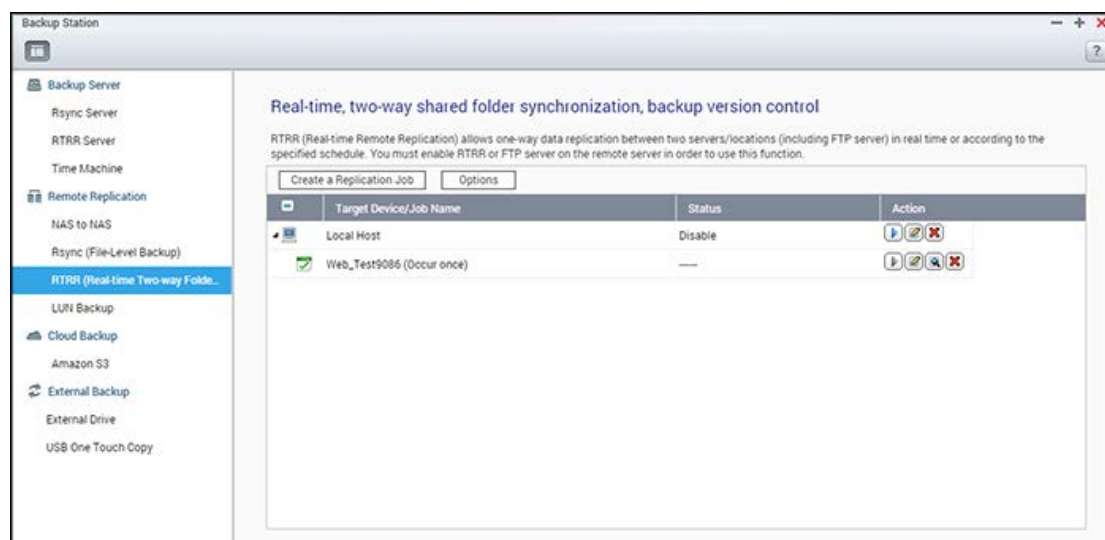 Backup Station
?
Backup Server
Rsync Server
RTRR Server
Time Machine
Remote Replication
NAS to NAS
Rsync (File-Level Backup)
RTRR (Real-time Two-way Folde...
LUN Backup
Cloud Backup
Amazon S3
External Backup
External Drive
USB One Touch Copy
Real-time, two-way shared folder synchronization, backup version control
RTRR (Real-time Remote Replication) allows one-way data replication between two servers/locations (including FTP server) in real time or according to the
specified schedule. You must enable RTRR or FTP server on the remote server in order to use this function.
Create a Replication Job Options
Target Device/Job Name Status Action
Local Host Disable
Web_Test9086 (Occur once) -----